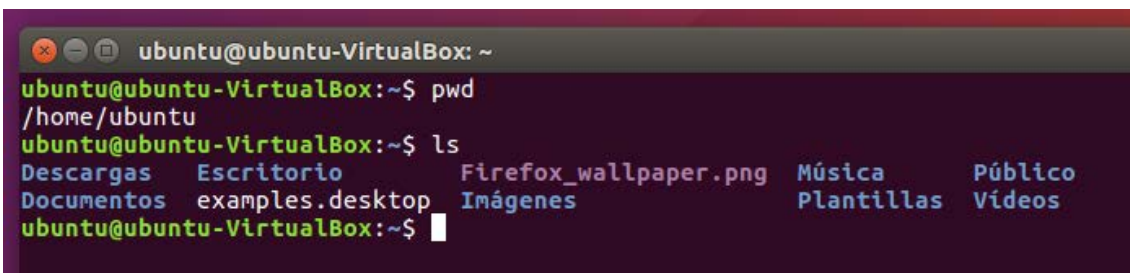 ubuntu@ubuntu-VirtualBox: ~
ubuntu@ubuntu-VirtualBox:~$ pwd
/home/ubuntu
ubuntu@ubuntu-VirtualBox:~$ ls
Descargas Escritorio Firefox_wallpaper.png Música Público
Documentos examples.desktop Imágenes Plantillas Vídeos
ubuntu@ubuntu-VirtualBox:~$